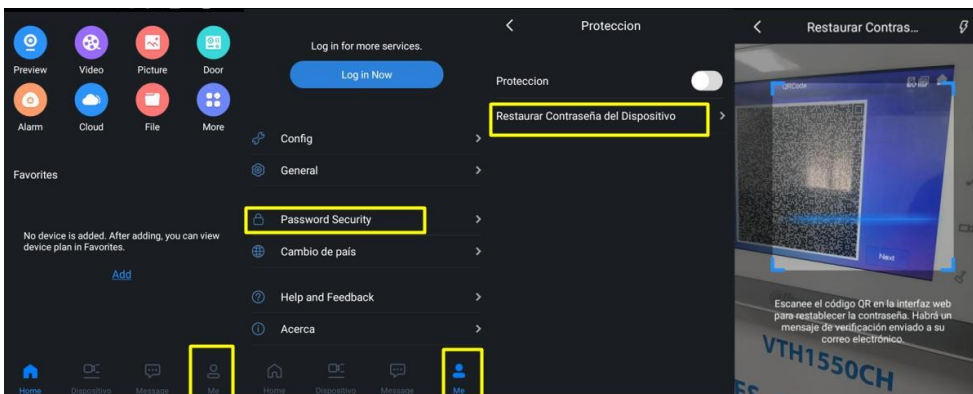 Preview
Video
Picture
Door
Alarm
Cloud
File
More
Favorites
No device is added. After adding, you can view
device plan in Favorites.
Add
Home
Dispositivo
Message
Me
Log in for more services.
Log in Now
Config
General
Password Security
Cambio de país
Help and Feedback
Acerca
Home
Dispositivo
Message
Me
Proteccion
Proteccion
Restaurar Contraseña del Dispositivo
Restaurar Contras...
QRCode
Next
Escanee el código QR en la interfaz web
para restablecer la contraseña. Habrá un
mensaje de verificación enviado a su
correo electrónico.
VTH1550CH